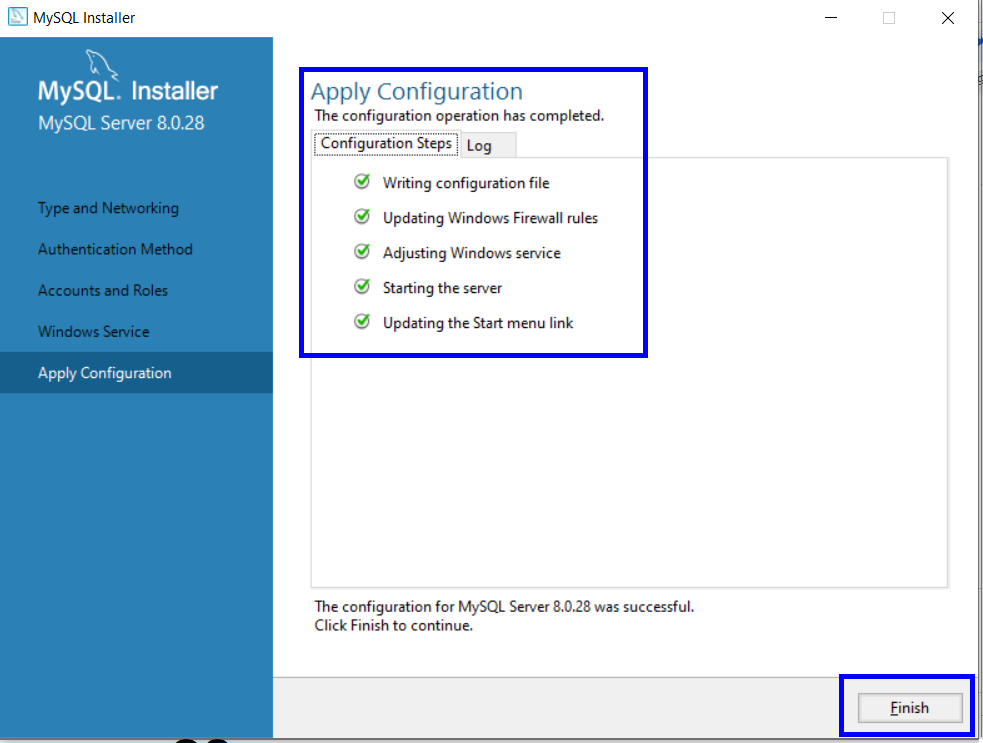 MySQL Installer
MySQL. Installer
MySQL Server 8.0.28
Type and Networking
Authentication Method
Accounts and Roles
Windows Service
Apply Configuration
Apply Configuration
The configuration operation has completed.
Configuration Steps Log
Writing configuration file
Updating Windows Firewall rules
Adjusting Windows service
Starting the server
Updating the Start menu link
The configuration for MySQL Server 8.0.28 was successful.
Click Finish to continue.
Finish